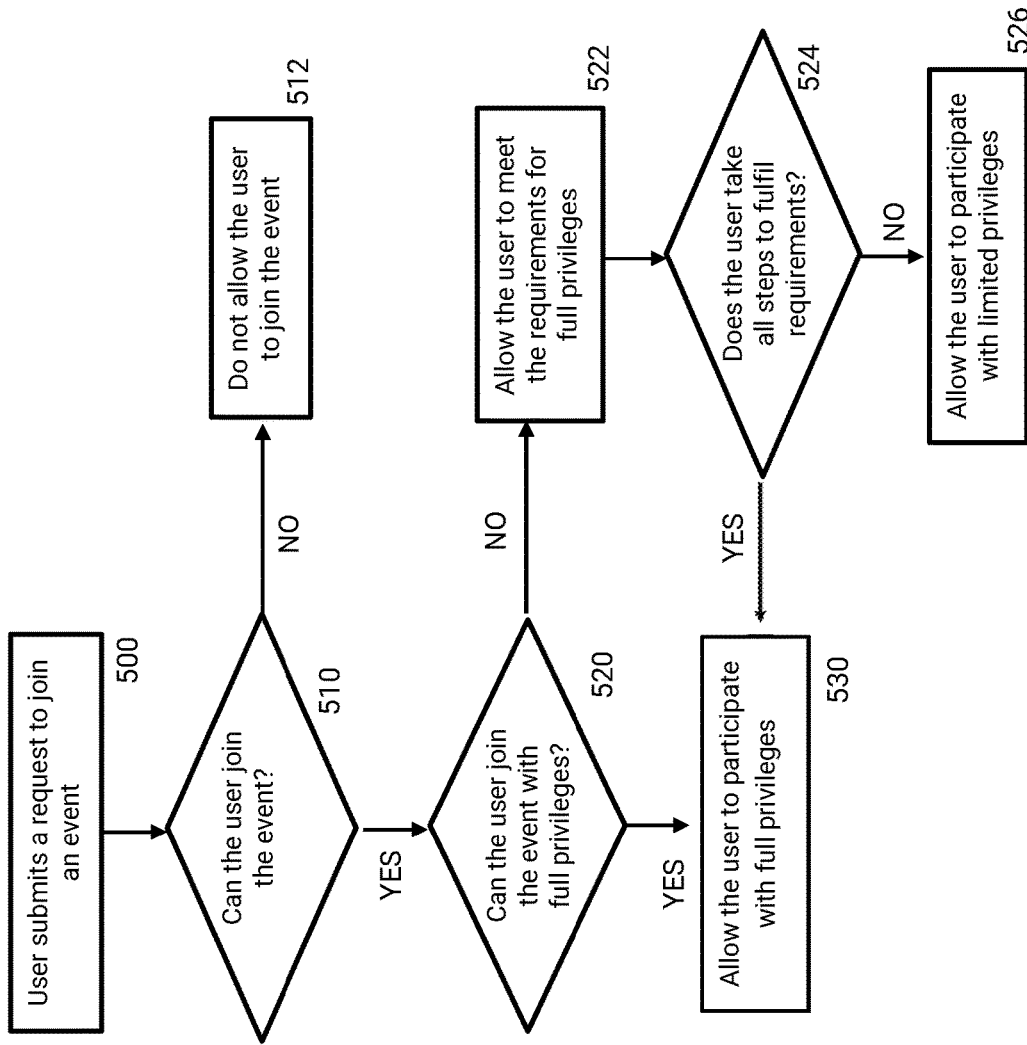 User submits a request to join
an event
500
Can the user join
the event?
510
NO
Do not allow the user
to join the event
512
YES
Can the user join
the event with
full privileges?
520
NO
Allow the user to meet
the requirements for
full privileges
522
Does the user take
all steps to fulfil
requirements?
524
YES
YES
Allow the user to participate
with full privileges
530
NO
Allow the user to participate
with limited privileges
526